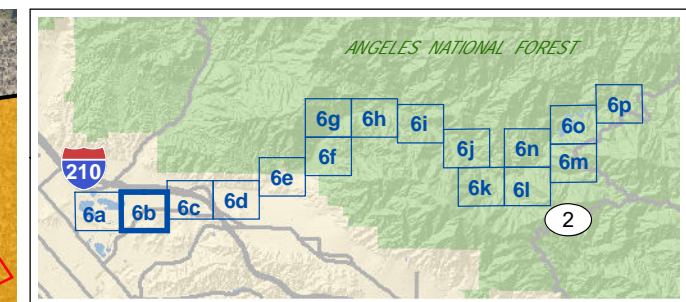 ANGELES NATIONAL FOREST
6p
6g 6h 6i 6o
6j 6n 6m
6f
210
6e
6k 6l
6a 6b 6c 6d
2